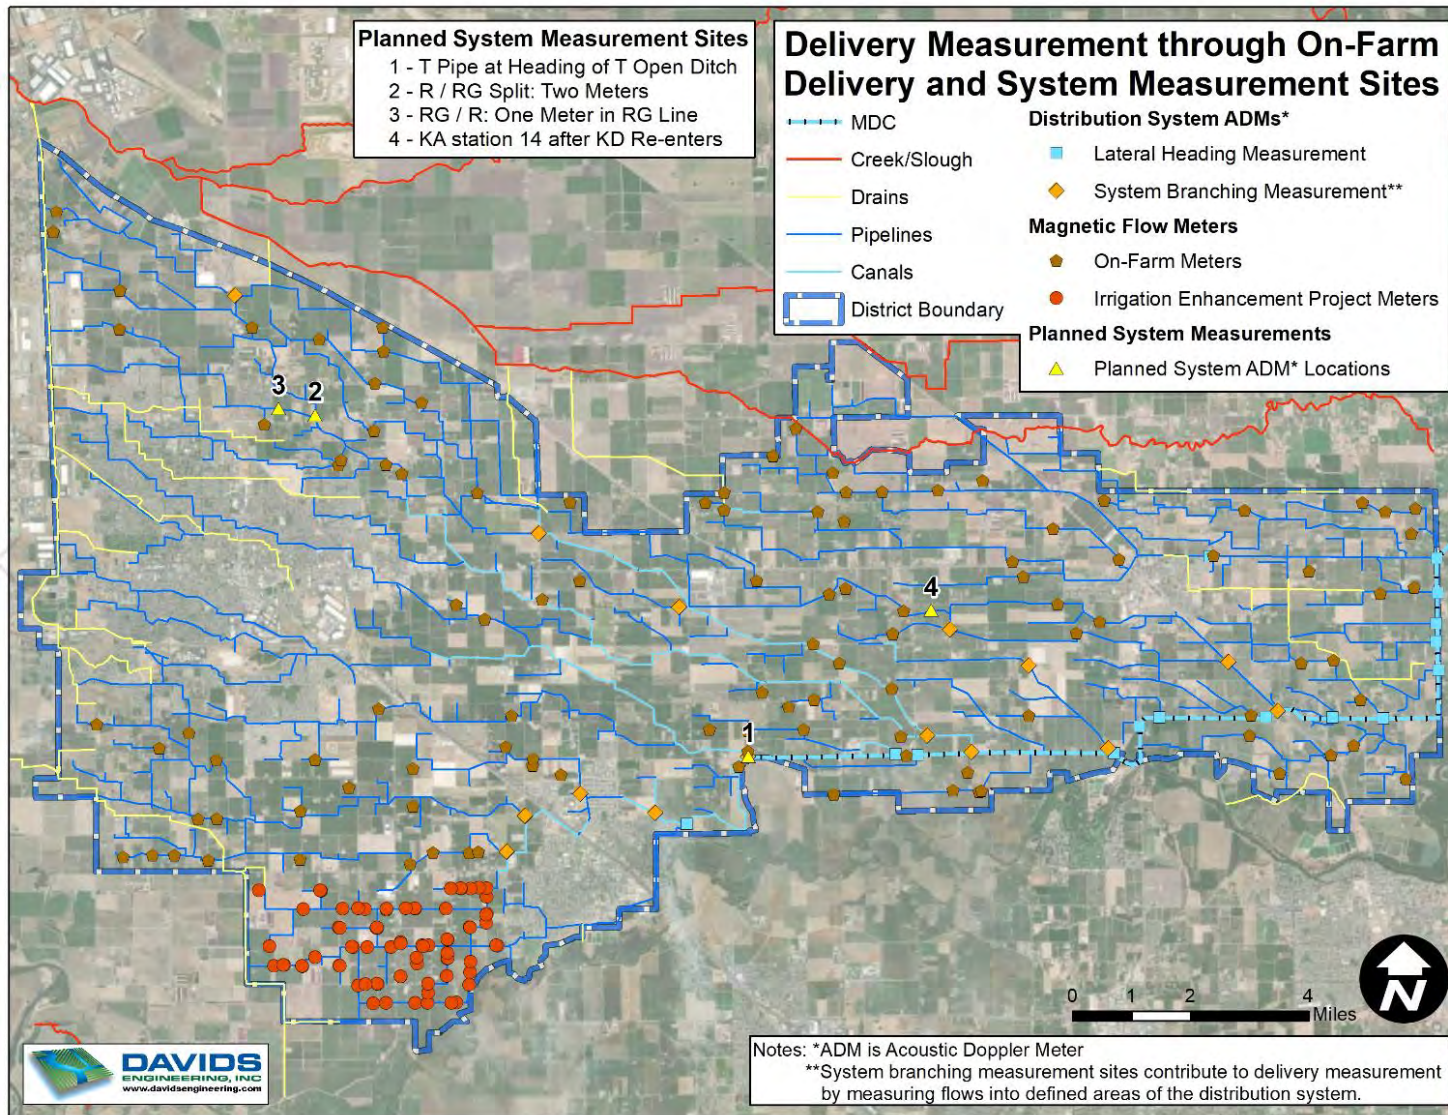 Planned System Measurement Sites
1 - T Pipe at Heading of T Open Ditch
2 - R / RG Split: Two Meters
3 - RG / R: One Meter in RG Line
4 - KA station 14 after KD Re-enters
Delivery Measurement through On-Farm
Delivery and System Measurement Sites
MDC
Creek/Slough
Drains
Pipelines
Canals
District Boundary
Distribution System ADMs*
Lateral Heading Measurement
System Branching Measurement**
Magnetic Flow Meters
On-Farm Meters
Irrigation Enhancement Project Meters
Planned System Measurements
Planned System ADM* Locations
3
2
4
1
N
0 1 2 4
Miles
DAVIDS
ENGINEERING, INC
www.davidsengineering.com
Notes: *ADM is Acoustic Doppler Meter
**System branching measurement sites contribute to delivery measurement
by measuring flows into defined areas of the distribution system.